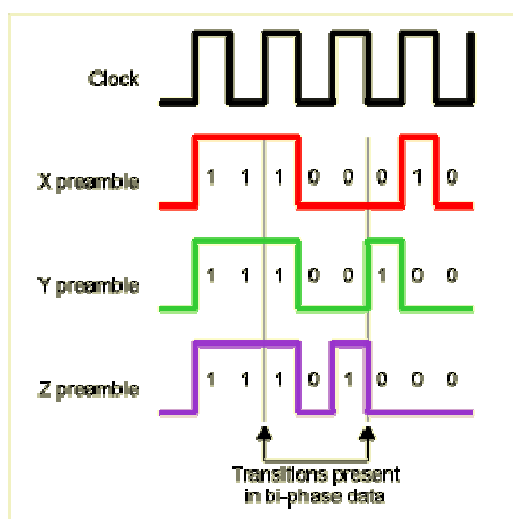 Clock
X preamble 1 1 1 0 0 0 1 0
Y preamble 1 1 1 0 0 1 0 0
Z preamble 1 1 1 0 1 0 0 0
Transitions present
in bi-phase data